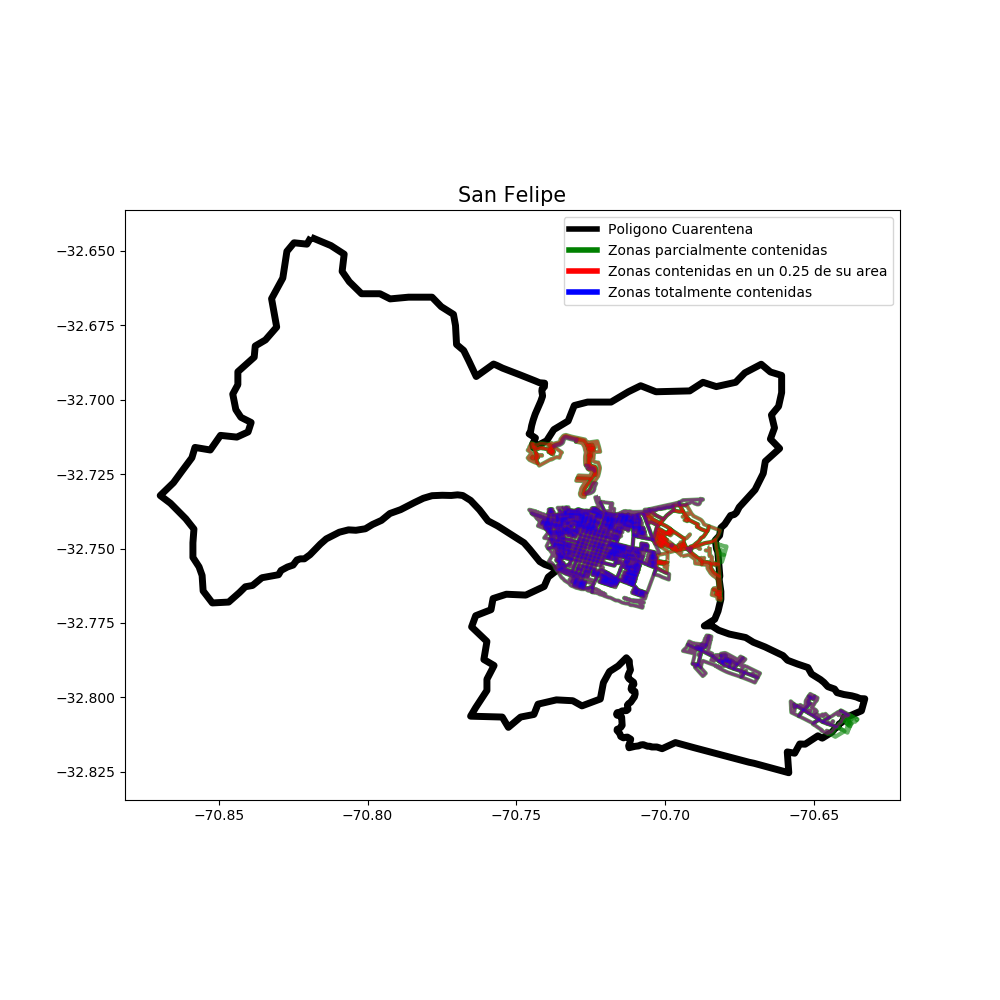 San Felipe
Poligono Cuarentena
Zonas parcialmente contenidas
Zonas contenidas en un 0.25 de su area
Zonas totalmente contenidas
−32.650
−32.675
−32.700
−32.725
−32.750
−32.775
−32.800
−32.825
−70.85 −70.80 −70.75 −70.70 −70.65